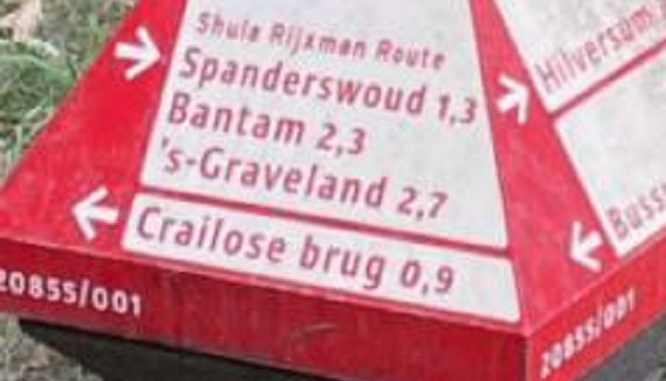 Shula Rijxman Route
Spanderswoud 1,3
Bantam 2,3
's-Graveland 2,7
Crailose brug 0,9
20855/001
Hilversum
20855/001